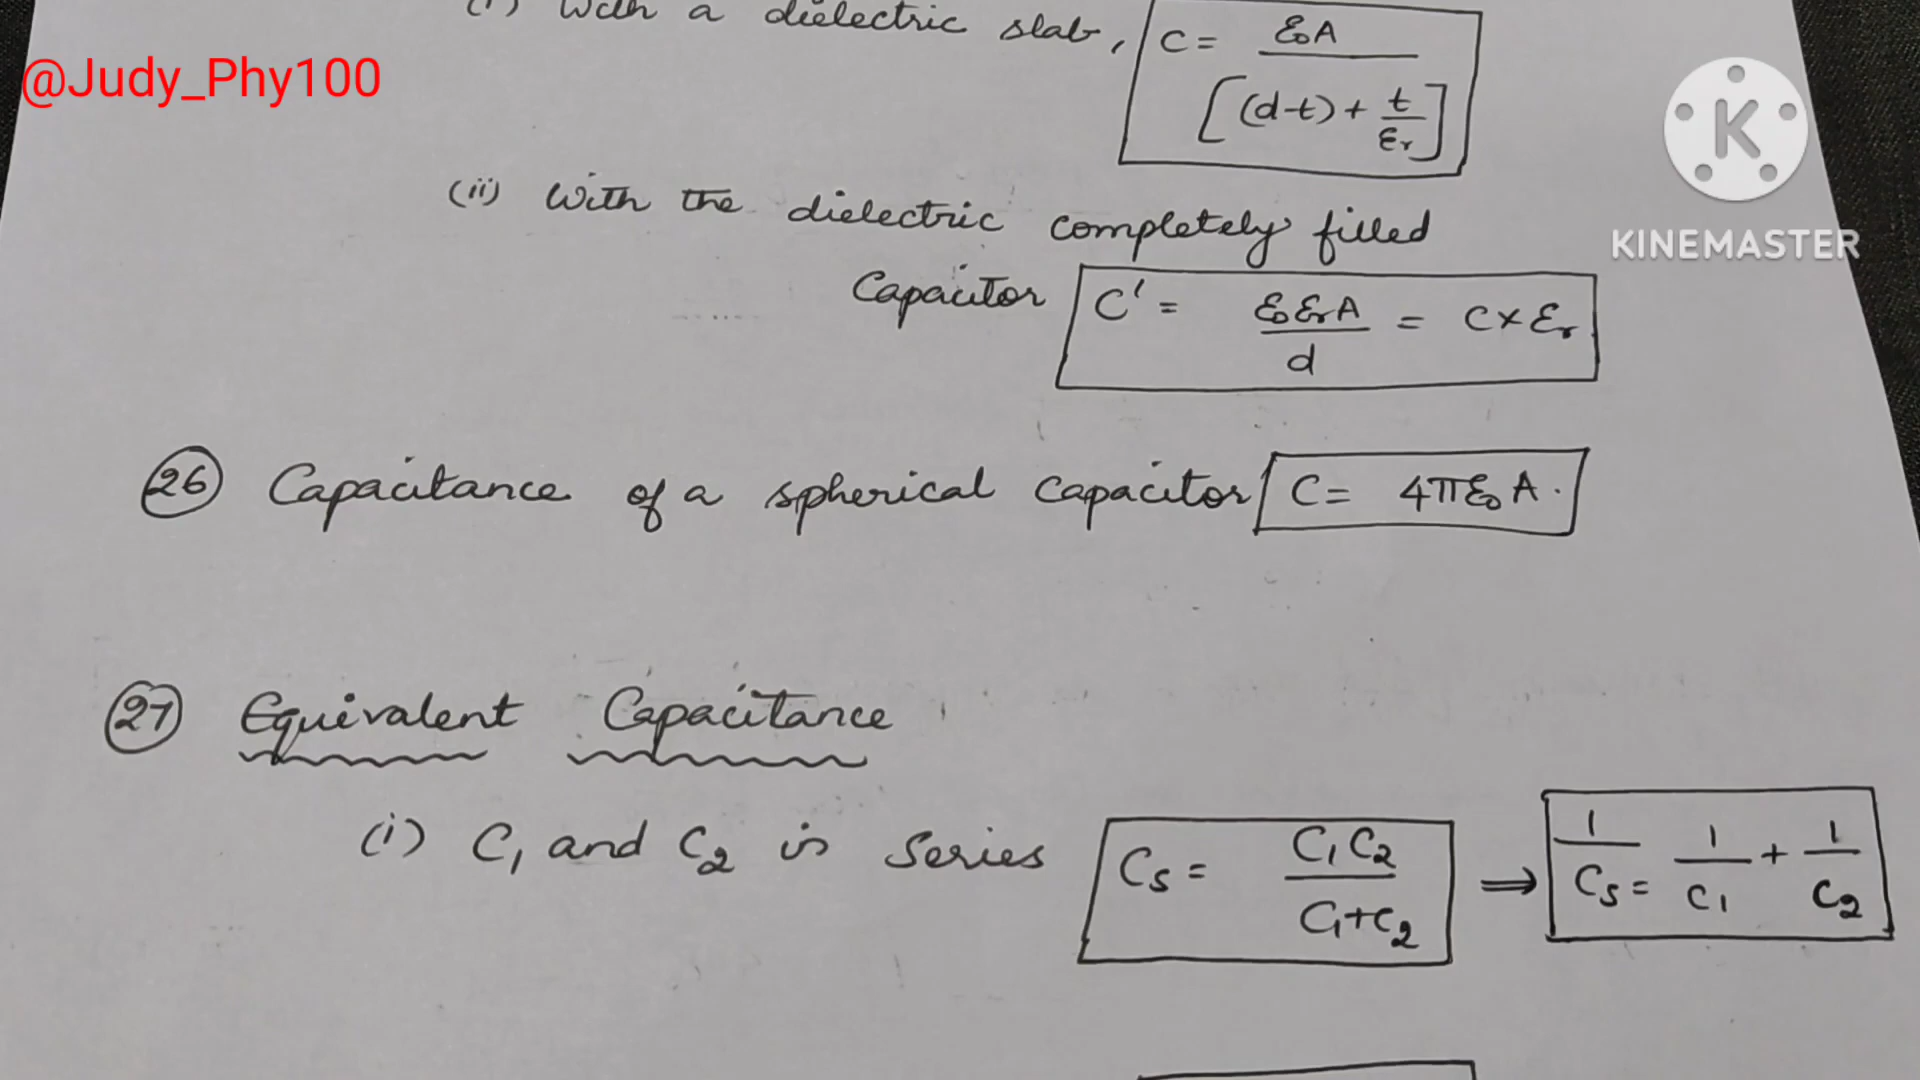 (i) With a dielectric slab, C = ε₀A / [(d-t) + t/εr]
@Judy_Phy100
K
KINEMASTER
(ii) With the dielectric completely filled
Capacitor C' = ε₀εrA / d = C × εr
(26) Capacitance of a spherical capacitor C = 4πε₀A.
(27) Equivalent Capacitance
(i) C₁ and C₂ in Series Cs = C₁C₂ / C₁+C₂ ⇒ 1/Cs = 1/C₁ + 1/C₂